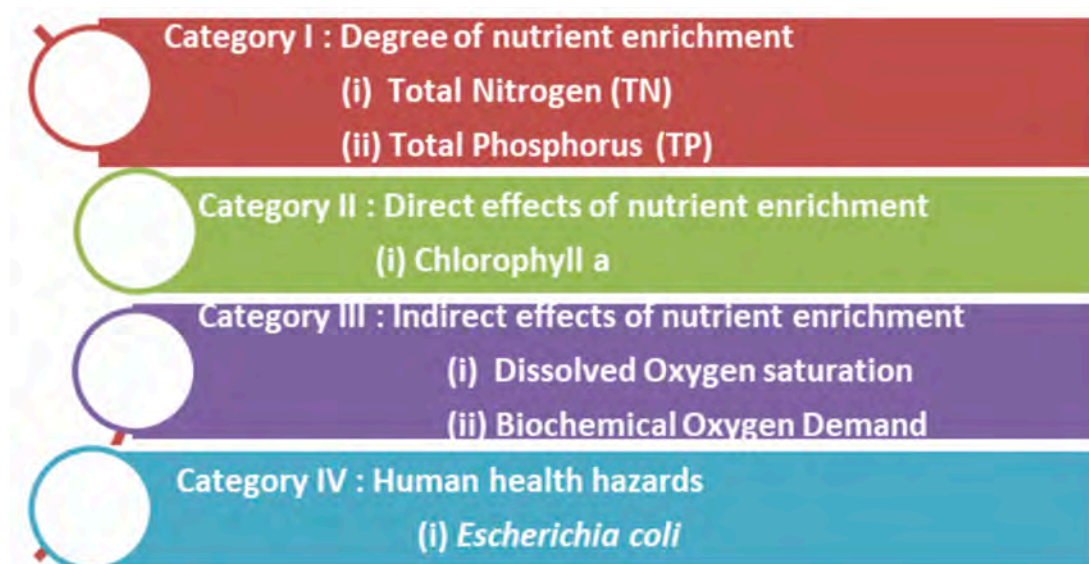 Category I : Degree of nutrient enrichment
(i) Total Nitrogen (TN)
(ii) Total Phosphorus (TP)
Category II : Direct effects of nutrient enrichment
(i) Chlorophyll a
Category III : Indirect effects of nutrient enrichment
(i) Dissolved Oxygen saturation
(ii) Biochemical Oxygen Demand
Category IV : Human health hazards
(i) Escherichia coli